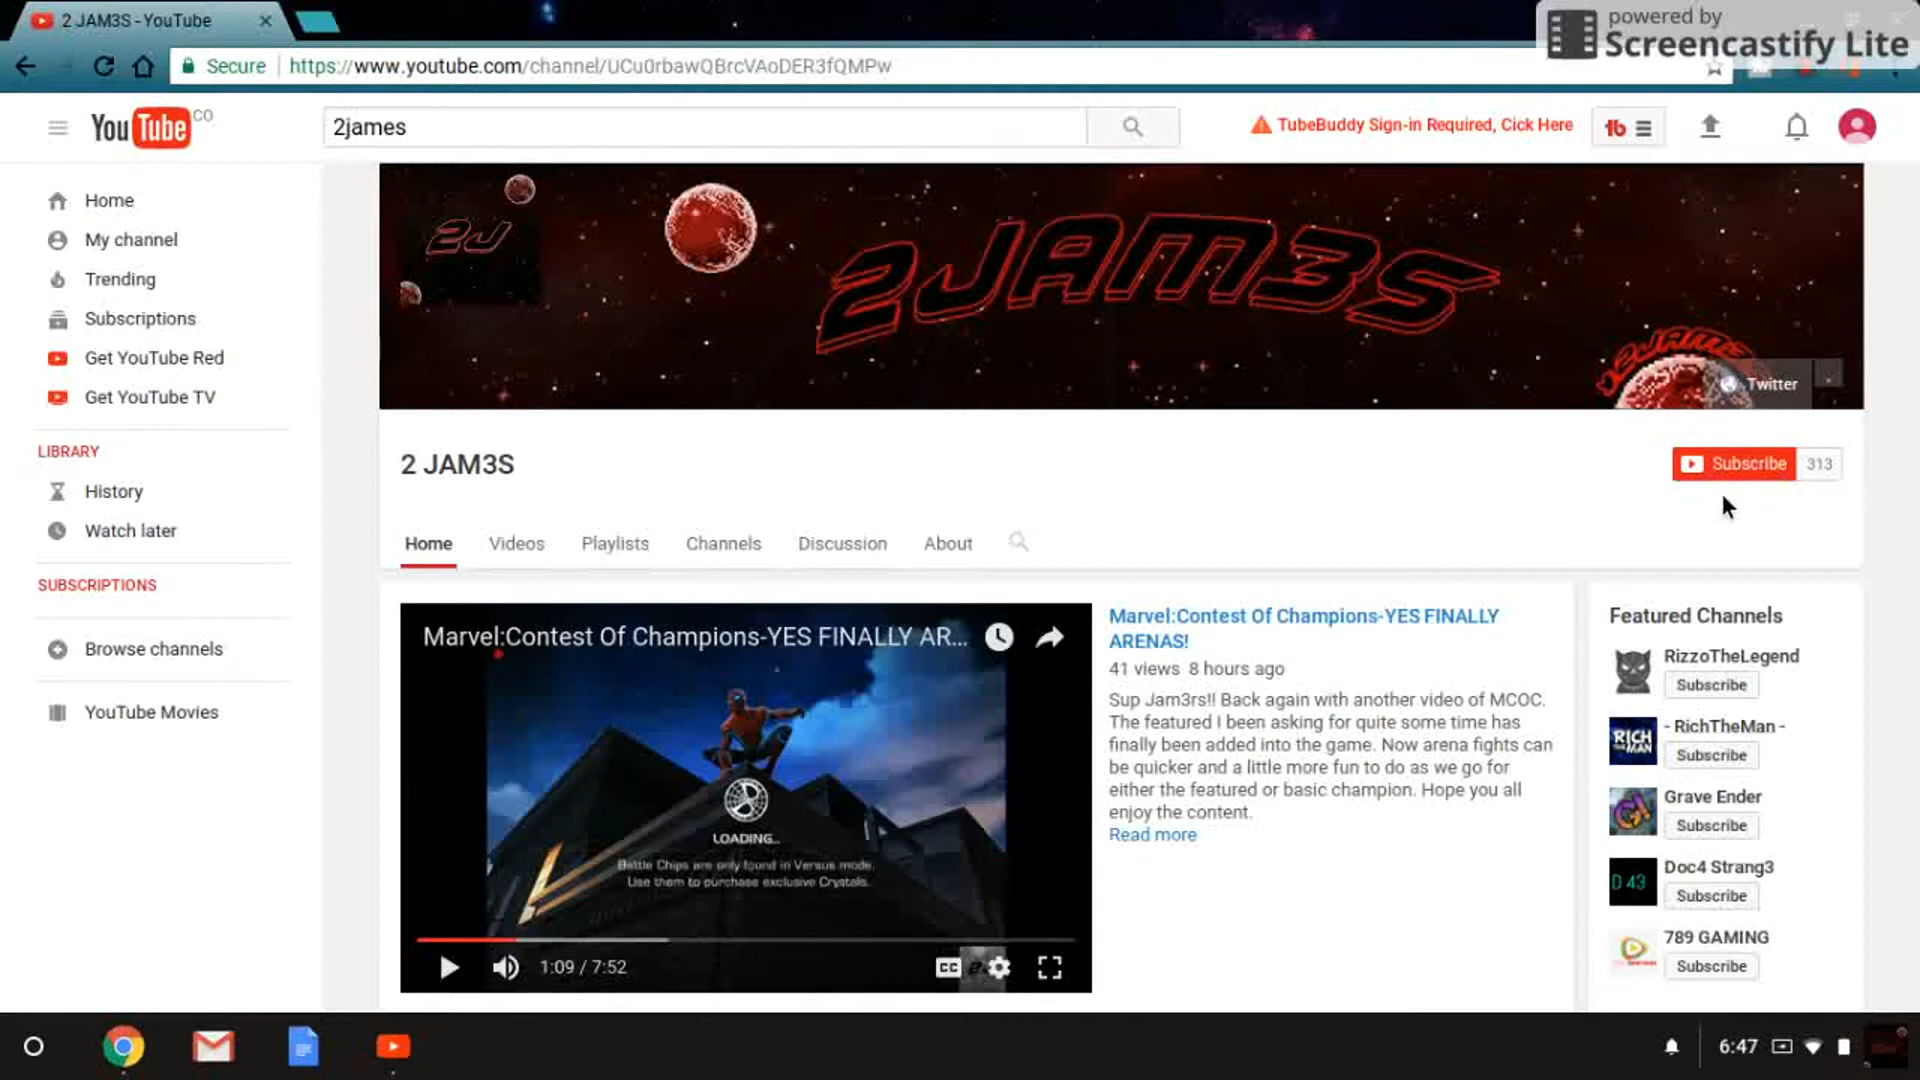 2 JAM3S - YouTube
powered by
Screencastify Lite
Secure
https://www.youtube.com/channel/UCu0rbawQBrcVAoDER3fQMPw
YouTube CO
2james
TubeBuddy Sign-in Required, Cick Here
tb
Home
My channel
Trending
Subscriptions
Get YouTube Red
Get YouTube TV
LIBRARY
History
Watch later
SUBSCRIPTIONS
Browse channels
YouTube Movies
2J
2JAM3S
2JAM3S
Twitter
2 JAM3S
Subscribe 313
Home Videos Playlists Channels Discussion About
Marvel:Contest Of Champions-YES FINALLY AR...
LOADING..
Battle Chips are only found in Versus mode.
Use them to purchase exclusive Crystals.
1:09 / 7:52
CC
Marvel:Contest Of Champions-YES FINALLY
ARENAS!
41 views 8 hours ago
Sup Jam3rs!! Back again with another video of MCOC.
The featured I been asking for quite some time has
finally been added into the game. Now arena fights can
be quicker and a little more fun to do as we go for
either the featured or basic champion. Hope you all
enjoy the content.
Read more
Featured Channels
RizzoTheLegend
Subscribe
RICH
THE MAN
- RichTheMan -
Subscribe
Grave Ender
Subscribe
D 43
Doc4 Strang3
Subscribe
789 GAMING
Subscribe
6:47